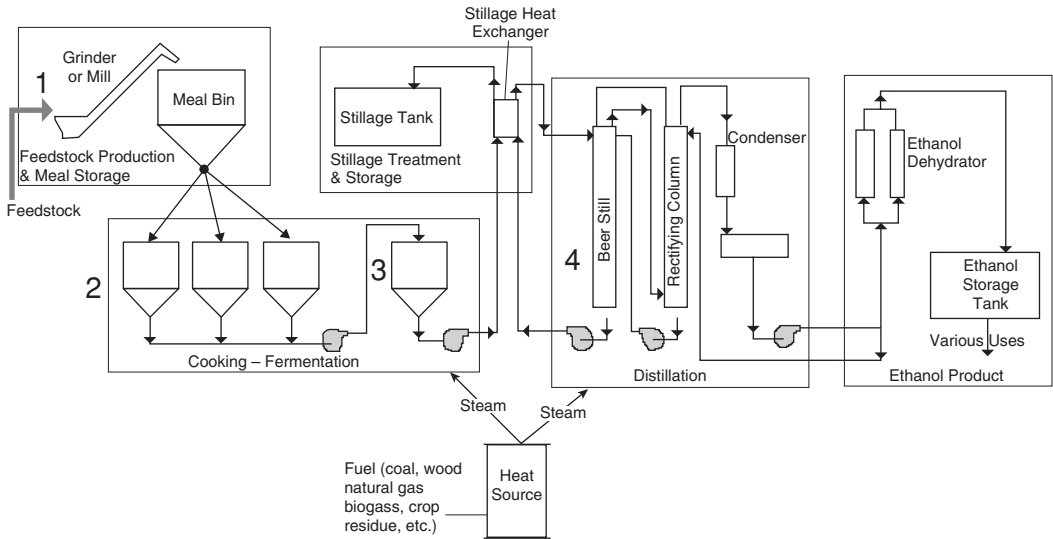 Stillage Heat
Exchanger
Grinder
or Mill
1
Meal Bin
Feedstock Production
& Meal Storage
Feedstock
Stillage Tank
Stillage Treatment
& Storage
Condenser
Beer Still
Rectifying Column
4
Distillation
Ethanol
Dehydrator
Ethanol
Storage
Tank
Various Uses
Ethanol Product
2
3
Cooking – Fermentation
Steam
Steam
Fuel (coal, wood
natural gas
biogass, crop
residue, etc.)
Heat
Source